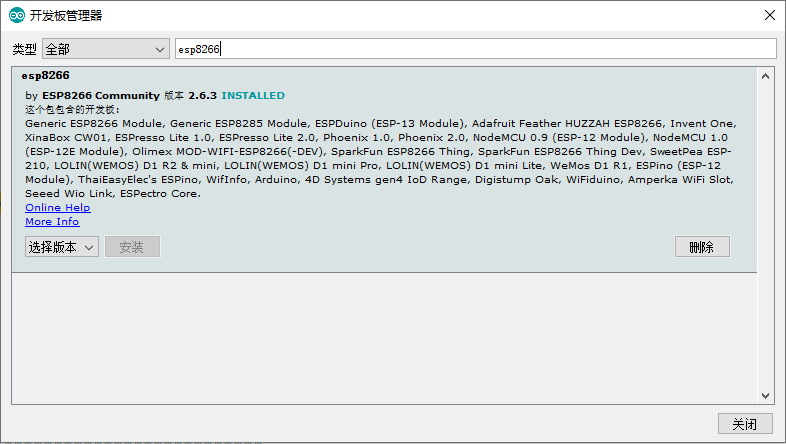 开发板管理器
类型 全部 esp8266
esp8266
by ESP8266 Community 版本 2.6.3 INSTALLED
这个包包含的开发板:
Generic ESP8266 Module, Generic ESP8285 Module, ESPDuino (ESP-13 Module), Adafruit Feather HUZZAH ESP8266, Invent One,
XinaBox CW01, ESPresso Lite 1.0, ESPresso Lite 2.0, Phoenix 1.0, Phoenix 2.0, NodeMCU 0.9 (ESP-12 Module), NodeMCU 1.0
(ESP-12E Module), Olimex MOD-WIFI-ESP8266(-DEV), SparkFun ESP8266 Thing, SparkFun ESP8266 Thing Dev, SweetPea ESP-
210, LOLIN(WEMOS) D1 R2 & mini, LOLIN(WEMOS) D1 mini Pro, LOLIN(WEMOS) D1 mini Lite, WeMos D1 R1, ESPino (ESP-12
Module), ThaiEasyElec's ESPino, WifInfo, Arduino, 4D Systems gen4 IoD Range, Digistump Oak, WiFiduino, Amperka WiFi Slot,
Seeed Wio Link, ESPectro Core.
Online Help
More Info
选择版本 安装 删除
关闭